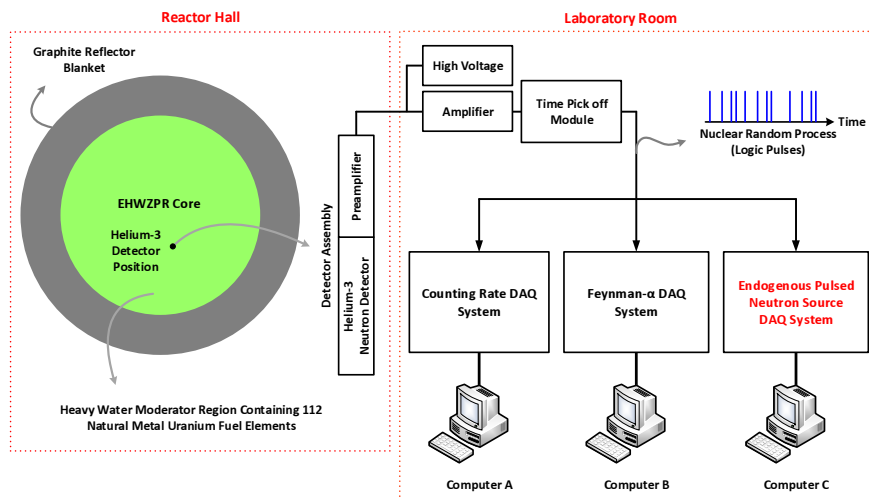 Reactor Hall
Graphite Reflector
Blanket
EHWZPR Core
Helium-3
Detector
Position
Heavy Water Moderator Region Containing 112
Natural Metal Uranium Fuel Elements
Detector Assembly
Preamplifier
Helium-3
Neutron Detector
Laboratory Room
High Voltage
Amplifier
Time Pick off
Module
Time
Nuclear Random Process
(Logic Pulses)
Counting Rate DAQ
System
Feynman-α DAQ
System
Endogenous Pulsed
Neutron Source
DAQ System
Computer A
Computer B
Computer C